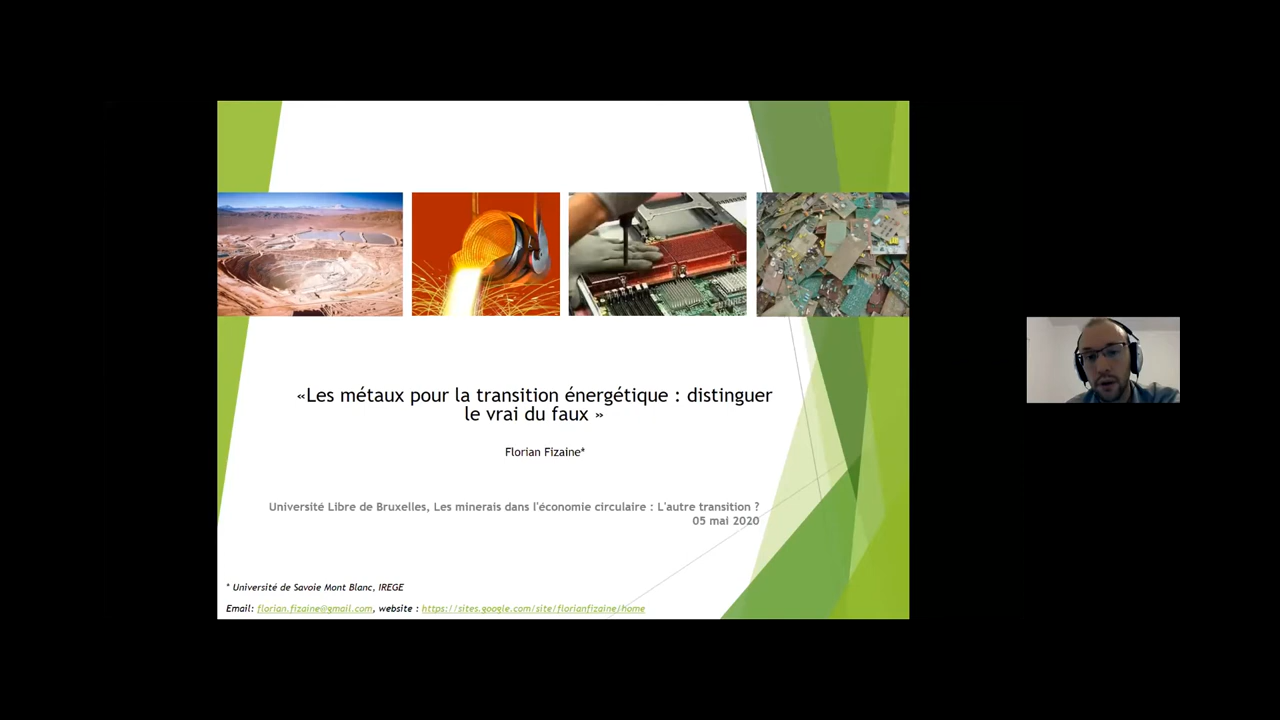 «Les métaux pour la transition énergétique : distinguer
le vrai du faux »
Florian Fizaine*
Université Libre de Bruxelles, Les minerais dans l'économie circulaire : L'autre transition ?
05 mai 2020
* Université de Savoie Mont Blanc, IREGE
Email: florian.fizaine@gmail.com, website : https://sites.google.com/site/florianfizaine/home